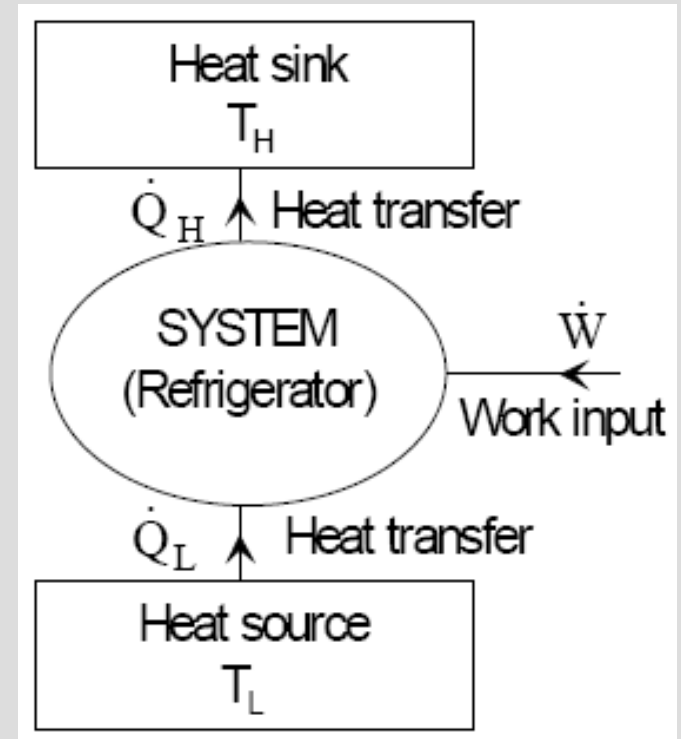 Heat sink
T_H
Q̇_H Heat transfer
SYSTEM
(Refrigerator)
Ẇ
Work input
Q̇_L Heat transfer
Heat source
T_L